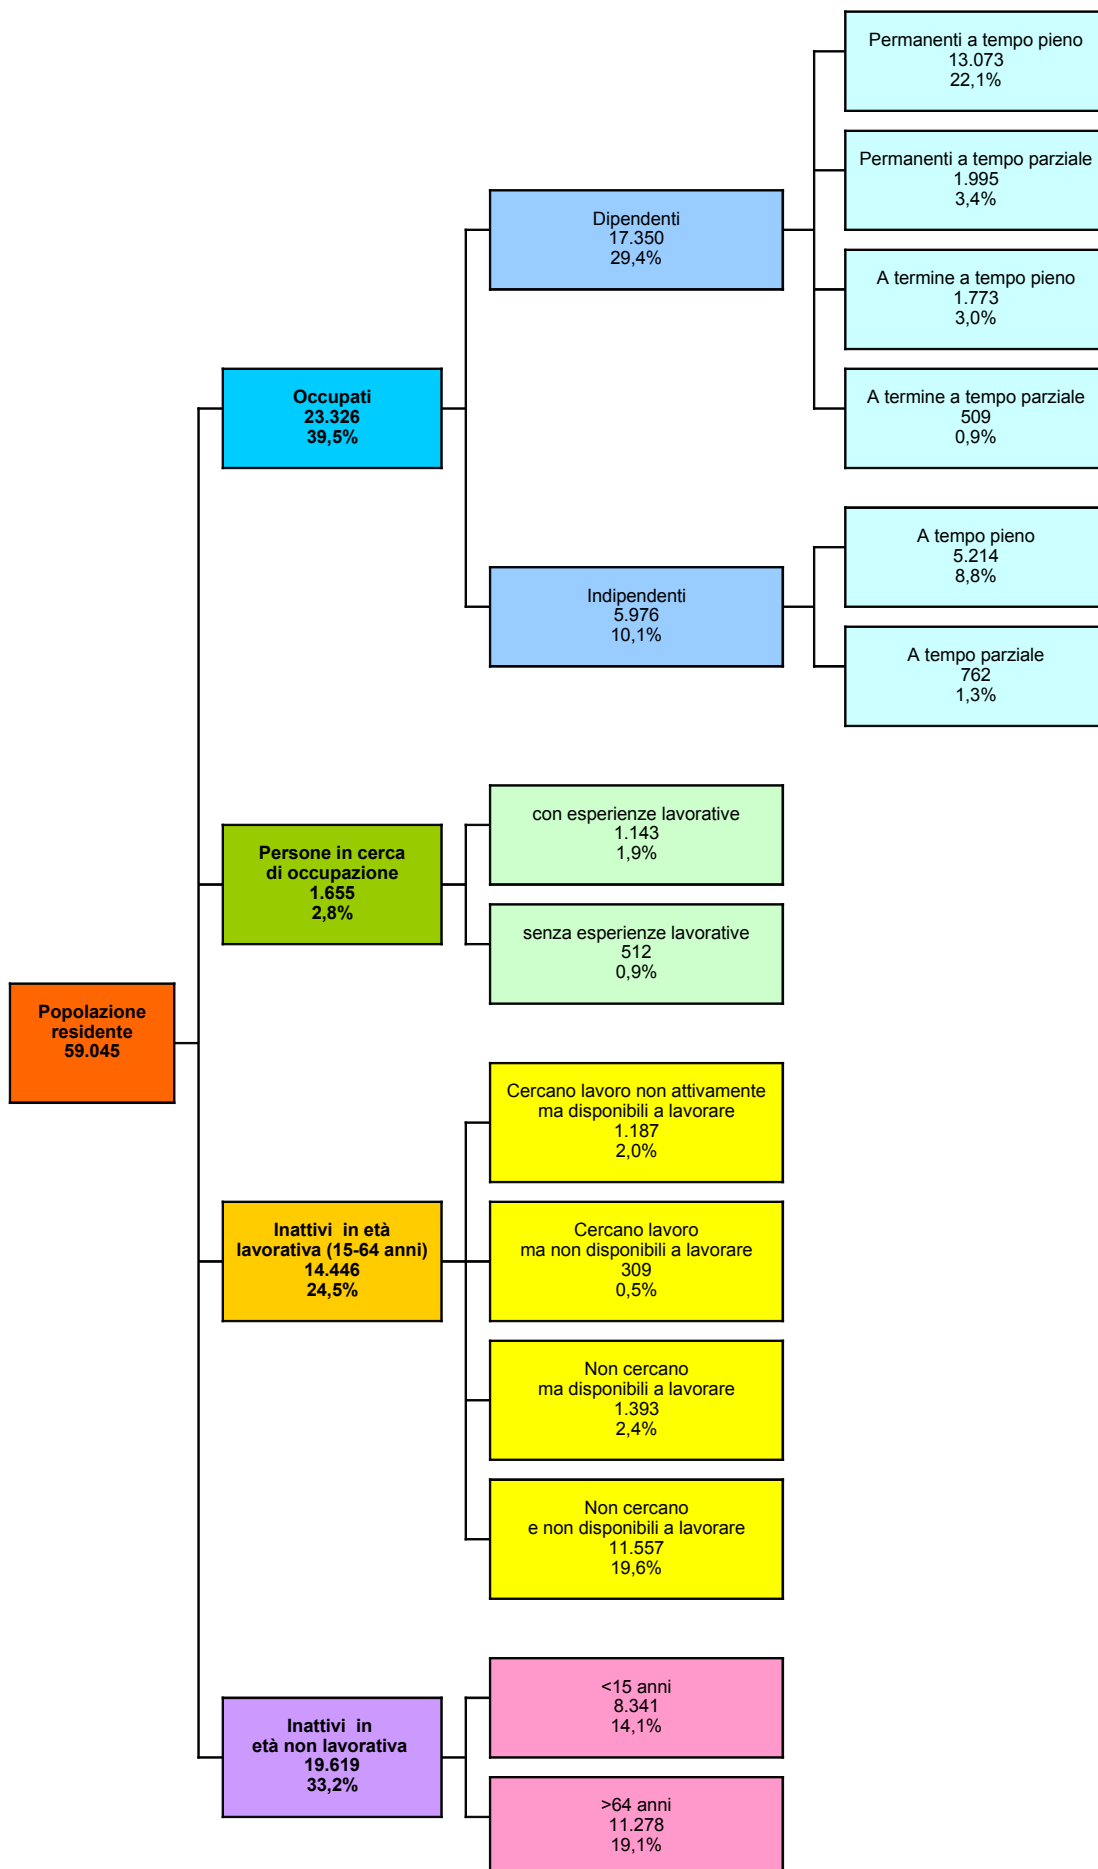 Popolazione
residente
59.045
Occupati
23.326
39,5%
Dipendenti
17.350
29,4%
Permanenti a tempo pieno
13.073
22,1%
Permanenti a tempo parziale
1.995
3,4%
A termine a tempo pieno
1.773
3,0%
A termine a tempo parziale
509
0,9%
Indipendenti
5.976
10,1%
A tempo pieno
5.214
8,8%
A tempo parziale
762
1,3%
Persone in cerca
di occupazione
1.655
2,8%
con esperienze lavorative
1.143
1,9%
senza esperienze lavorative
512
0,9%
Inattivi in età
lavorativa (15-64 anni)
14.446
24,5%
Cercano lavoro non attivamente
ma disponibili a lavorare
1.187
2,0%
Cercano lavoro
ma non disponibili a lavorare
309
0,5%
Non cercano
ma disponibili a lavorare
1.393
2,4%
Non cercano
e non disponibili a lavorare
11.557
19,6%
Inattivi in
età non lavorativa
19.619
33,2%
<15 anni
8.341
14,1%
>64 anni
11.278
19,1%